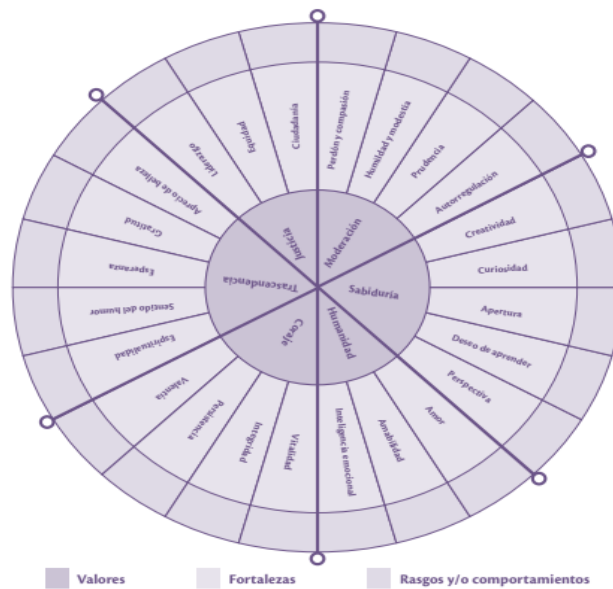 Perdón y compasión
Humildad y modestia
Prudencia
Autorregulación
Creatividad
Curiosidad
Apertura
Deseo de aprender
Perspectiva
Amor
Amabilidad
Inteligencia emocional
Vitalidad
Integridad
Persistencia
Valentía
Espiritualidad
Sentido del humor
Esperanza
Gratitud
Aprecio de belleza
Liderazgo
Equidad
Ciudadanía
Moderación
Sabiduría
Humanidad
Coraje
Trascendencia
Justicia
Valores
Fortalezas
Rasgos y/o comportamientos